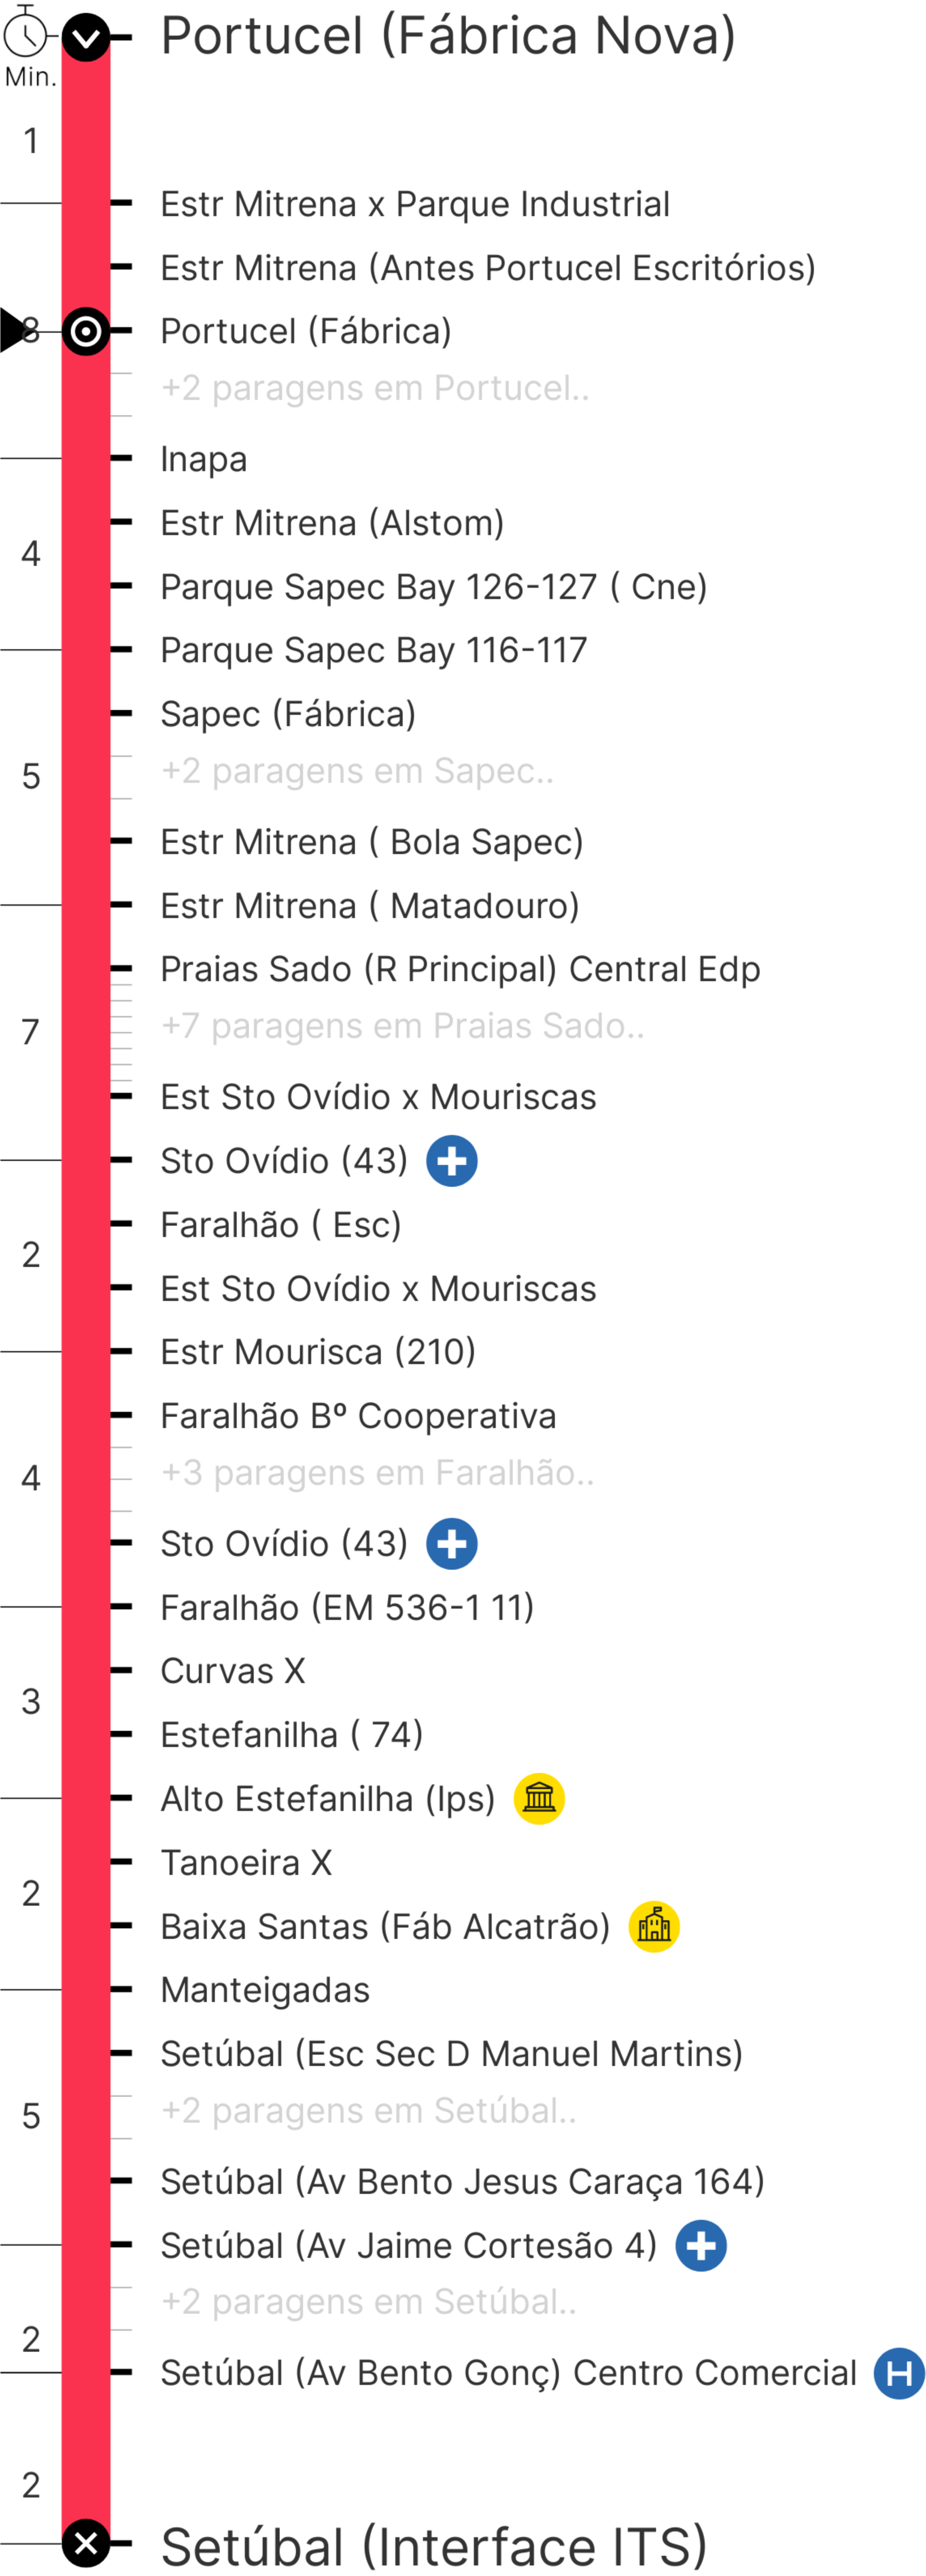 Portucel (Fábrica Nova)
Min.
1
Estr Mitrena x Parque Industrial
Estr Mitrena (Antes Portucel Escritórios)
8
Portucel (Fábrica)
+2 paragens em Portucel..
Inapa
Estr Mitrena (Alstom)
4
Parque Sapec Bay 126-127 ( Cne)
Parque Sapec Bay 116-117
Sapec (Fábrica)
+2 paragens em Sapec..
5
Estr Mitrena ( Bola Sapec)
Estr Mitrena ( Matadouro)
Praias Sado (R Principal) Central Edp
+7 paragens em Praias Sado..
7
Est Sto Ovídio x Mouriscas
Sto Ovídio (43)
Faralhão ( Esc)
2
Est Sto Ovídio x Mouriscas
Estr Mourisca (210)
Faralhão Bº Cooperativa
+3 paragens em Faralhão..
4
Sto Ovídio (43)
Faralhão (EM 536-1 11)
Curvas X
3
Estefanilha ( 74)
Alto Estefanilha (Ips)
Tanoeira X
2
Baixa Santas (Fáb Alcatrão)
Manteigadas
Setúbal (Esc Sec D Manuel Martins)
+2 paragens em Setúbal..
5
Setúbal (Av Bento Jesus Caraça 164)
Setúbal (Av Jaime Cortesão 4)
+2 paragens em Setúbal..
2
Setúbal (Av Bento Gonç) Centro Comercial H
2
Setúbal (Interface ITS)